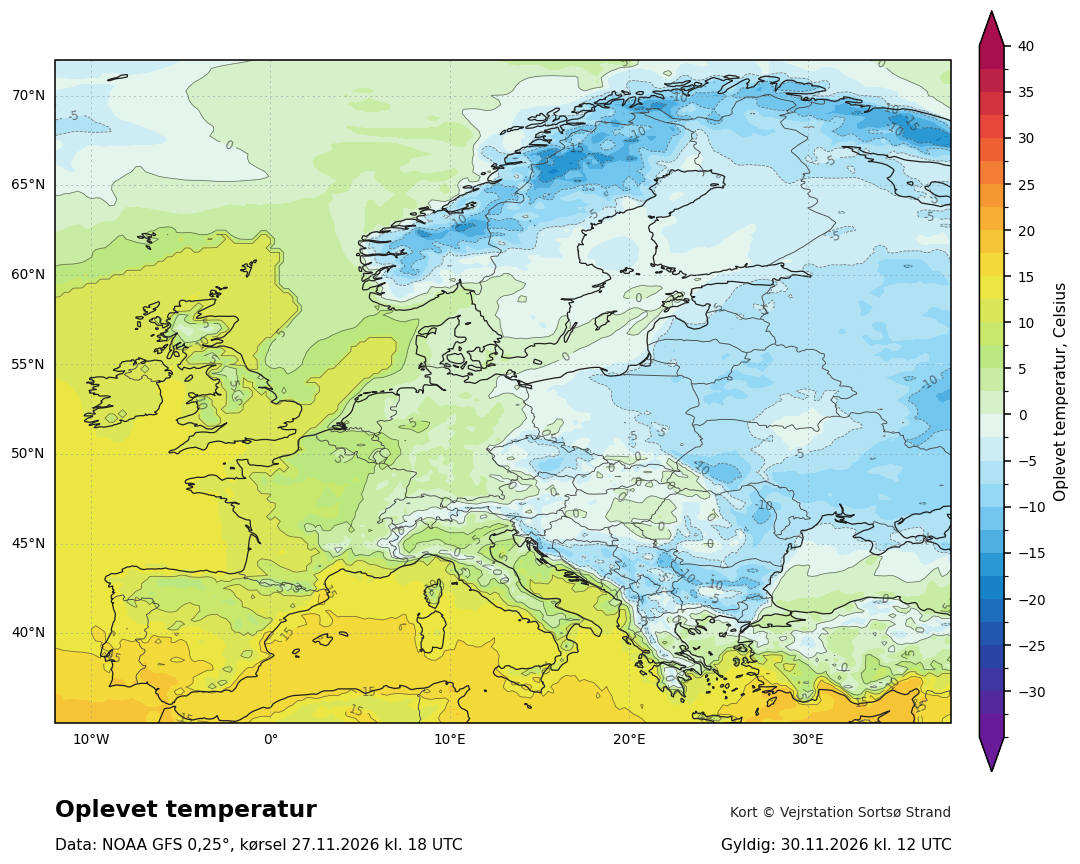 70°N
65°N
60°N
55°N
50°N
45°N
40°N
10°W
0°
10°E
20°E
30°E
40
35
30
25
20
15
10
5
0
−5
−10
−15
−20
−25
−30
Oplevet temperatur, Celsius
Oplevet temperatur
Kort © Vejrstation Sortsø Strand
Data: NOAA GFS 0,25°, kørsel 27.11.2026 kl. 18 UTC
Gyldig: 30.11.2026 kl. 12 UTC